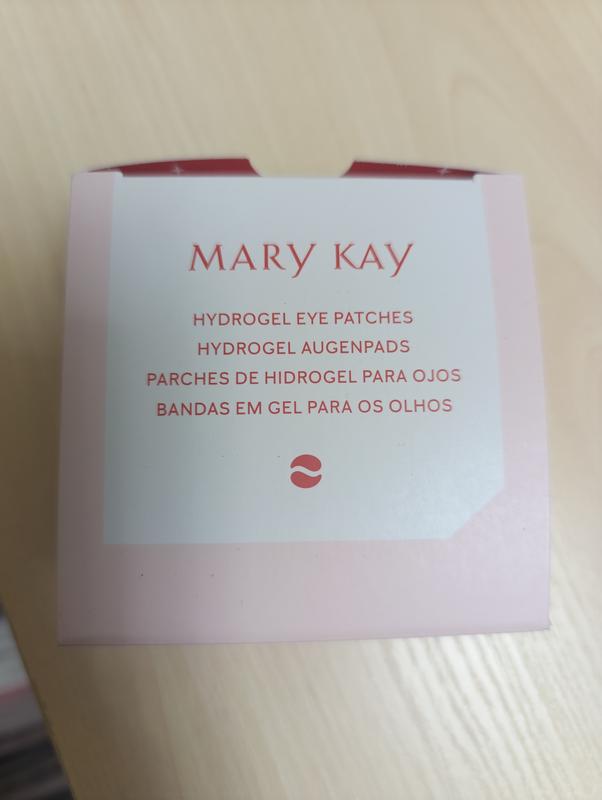 MARY KAY
HYDROGEL EYE PATCHES
HYDROGEL AUGENPADS
PARCHES DE HIDROGEL PARA OJOS
BANDAS EM GEL PARA OS OLHOS